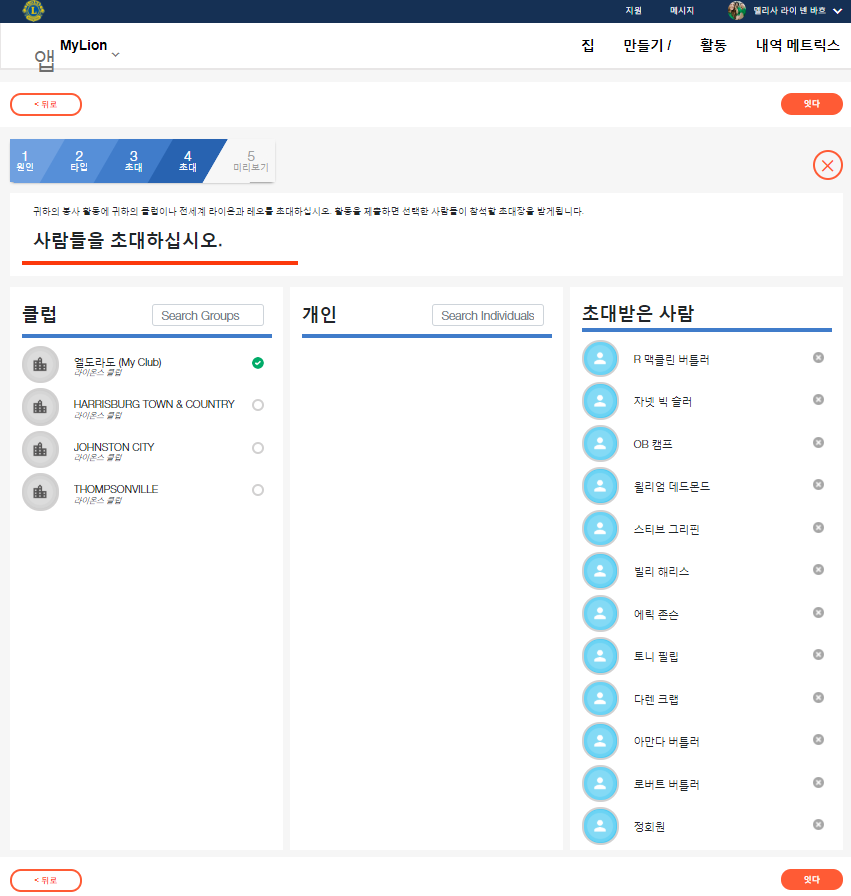 지원 메시지 멜리사 라이 벤 바흐
앱 MyLion
집 만들기 / 활동 내역 메트릭스
< 뒤로
잇다
1 2 3 4 5
원인 타입 초대 초대 미리보기
귀하의 봉사 활동에 귀하의 클럽이나 전세계 라이온과 레오를 초대하십시오. 활동을 제출하면 선택한 사람들이 참석할 초대장을 받게됩니다.
사람들을 초대하십시오.
클럽
Search Groups
엘도라도 (My Club)
라이온스 클럽
HARRISBURG TOWN & COUNTRY
라이온스 클럽
JOHNSTON CITY
라이온스 클럽
THOMPSONVILLE
라이온스 클럽
개인
Search Individuals
초대받은 사람
R 맥클린 버틀러
자넷 빅 슬러
OB 캠프
윌리엄 데드몬드
스티브 그리핀
빌리 해리스
에릭 존슨
토니 필립
다렌 크랩
아만다 버틀러
로버트 버틀러
정회원
< 뒤로
잇다